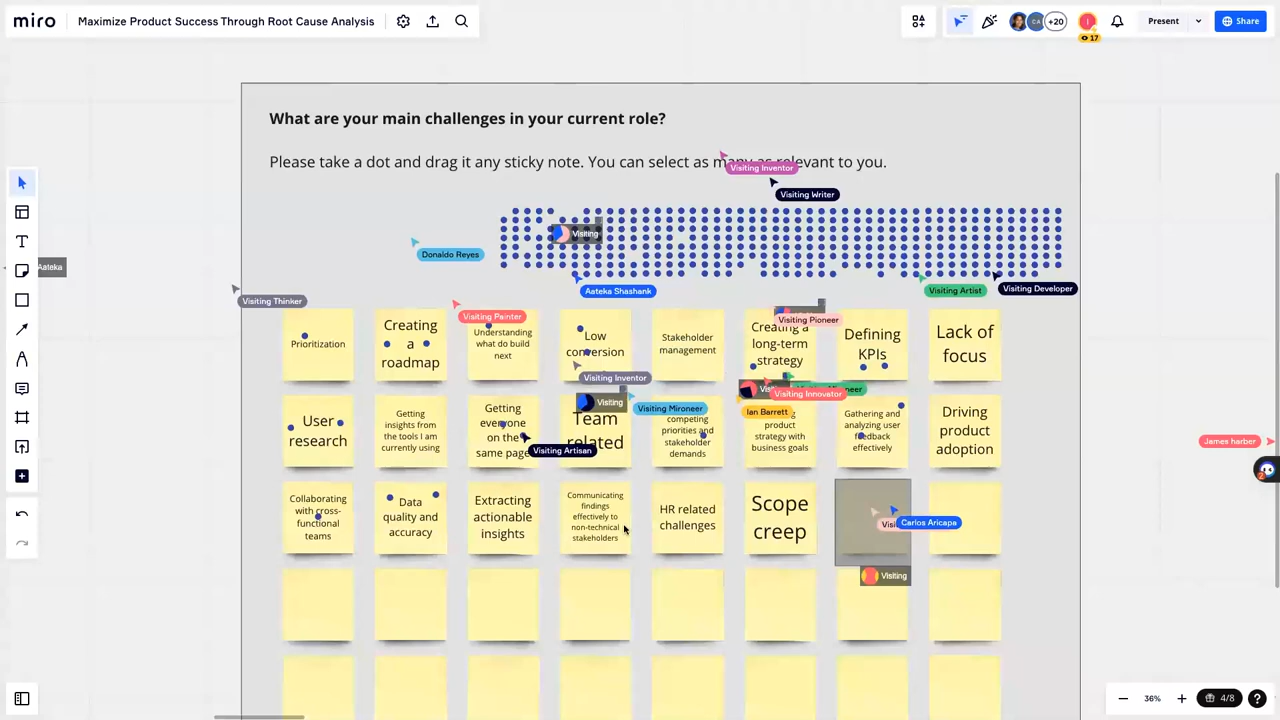 miro
Maximize Product Success Through Root Cause Analysis
CA
+20
I
17
Present
Share
What are your main challenges in your current role?
Please take a dot and drag it any sticky note. You can select as many as relevant to you.
Visiting Inventor
Visiting Writer
Visiting
Donaldo Reyes
Aateka
Aateka Shashank
Visiting Artist
Visiting Developer
Visiting Thinker
Visiting Painter
Visiting Pioneer
Prioritization
Creating
a
roadmap
Understanding
what do build
next
Low
conversion
Stakeholder
management
Creating a
long-term
strategy
Defining
KPIs
Lack of
focus
Visiting Inventor
Visiting
Visiting Mironeer
Visiting Innovator
Ian Barrett
User
research
Getting
insights from
the tools I am
currently using
Getting
everyone
on the
same page
Visiting Artisan
Team
related
competing
priorities and
stakeholder
demands
product
strategy with
business goals
Gathering and
analyzing user
feedback
effectively
Driving
product
adoption
James harber
Collaborating
with cross-
functional
teams
Data
quality and
accuracy
Extracting
actionable
insights
Communicating
findings
effectively to
non-technical
stakeholders
HR related
challenges
Scope
creep
Carlos Aricapa
Visiting
36%
4/8